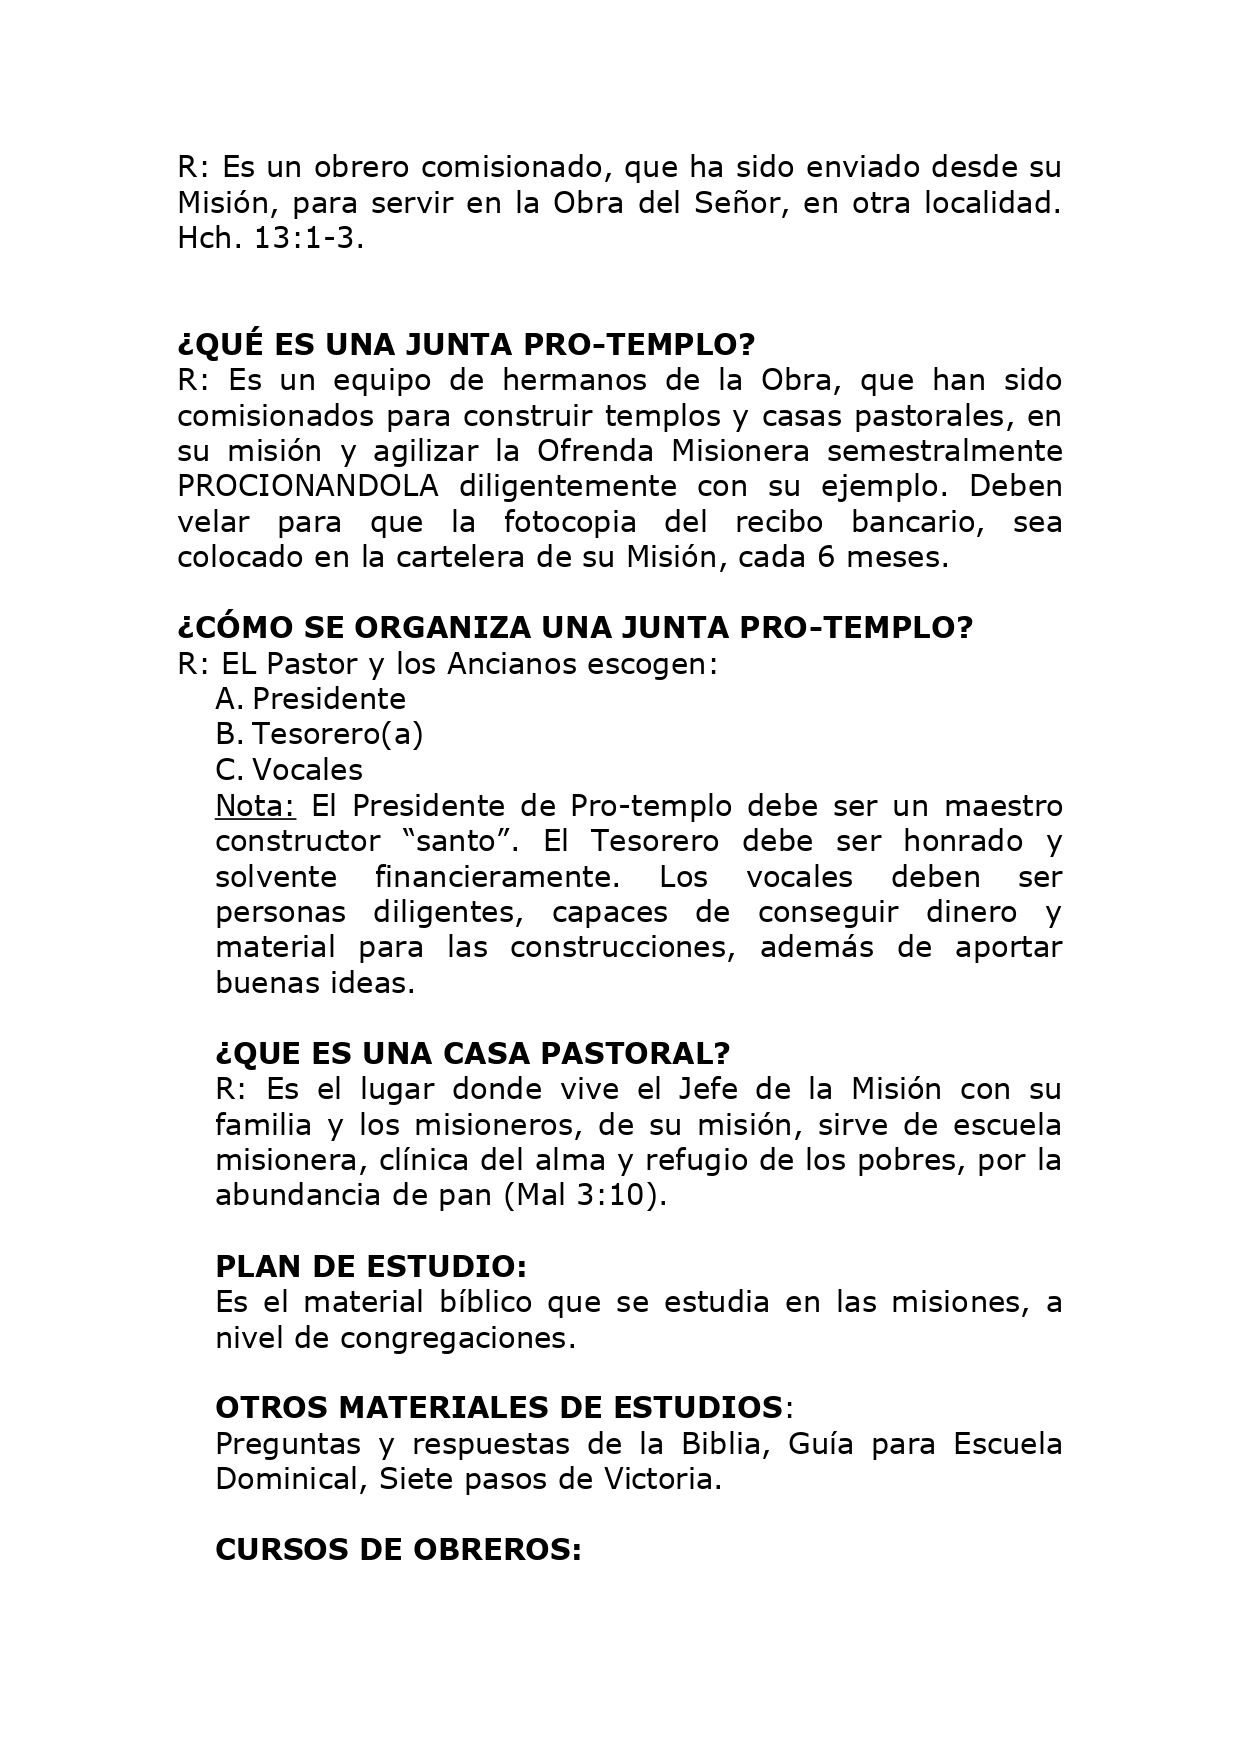 R: Es un obrero comisionado, que ha sido enviado desde su
Misión, para servir en la Obra del Señor, en otra localidad.
Hch. 13:1-3.
¿QUÉ ES UNA JUNTA PRO-TEMPLO?
R: Es un equipo de hermanos de la Obra, que han sido
comisionados para construir templos y casas pastorales, en
su misión y agilizar la Ofrenda Misionera semestralmente
PROCIONANDOLA diligentemente con su ejemplo. Deben
velar para que la fotocopia del recibo bancario, sea
colocado en la cartelera de su Misión, cada 6 meses.
¿CÓMO SE ORGANIZA UNA JUNTA PRO-TEMPLO?
R: EL Pastor y los Ancianos escogen:
A. Presidente
B. Tesorero(a)
C. Vocales
Nota: El Presidente de Pro-templo debe ser un maestro
constructor “santo”. El Tesorero debe ser honrado y
solvente financieramente. Los vocales deben ser
personas diligentes, capaces de conseguir dinero y
material para las construcciones, además de aportar
buenas ideas.
¿QUE ES UNA CASA PASTORAL?
R: Es el lugar donde vive el Jefe de la Misión con su
familia y los misioneros, de su misión, sirve de escuela
misionera, clínica del alma y refugio de los pobres, por la
abundancia de pan (Mal 3:10).
PLAN DE ESTUDIO:
Es el material bíblico que se estudia en las misiones, a
nivel de congregaciones.
OTROS MATERIALES DE ESTUDIOS:
Preguntas y respuestas de la Biblia, Guía para Escuela
Dominical, Siete pasos de Victoria.
CURSOS DE OBREROS: